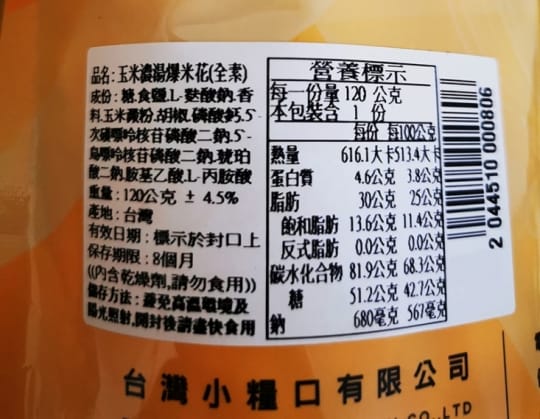 品名:玉米濃湯爆米花(全素)
成份:糖.食鹽.L-麩酸鈉.香
料.玉米澱粉.胡椒.磷酸鈣.5'-
次磷嘌呤核苷磷酸二鈉.5'-
鳥嘌呤核苷磷酸二鈉.琥珀
酸二鈉.胺基乙酸.L-丙胺酸
重量:120公克 ± 4.5%
產地:台灣
有效日期:標示於封口上
保存期限:8個月
((內含乾燥劑,請勿食用))
儲存方法:避免高溫環境及
陽光照射,開封後請盡快食用
營養標示
每一份量 120 公克
本包裝含 1 份
每份 每100公克
熱量 616.1大卡 513.4大卡
蛋白質 4.6公克 3.8公克
脂肪 30公克 25公克
飽和脂肪 13.6公克 11.4公克
反式脂肪 0.0公克 0.0公克
碳水化合物 81.9公克 68.3公克
糖 51.2公克 42.7公克
鈉 680毫克 567毫克
2 044510 000806
台灣小糧口有限公司
CO.,LTD